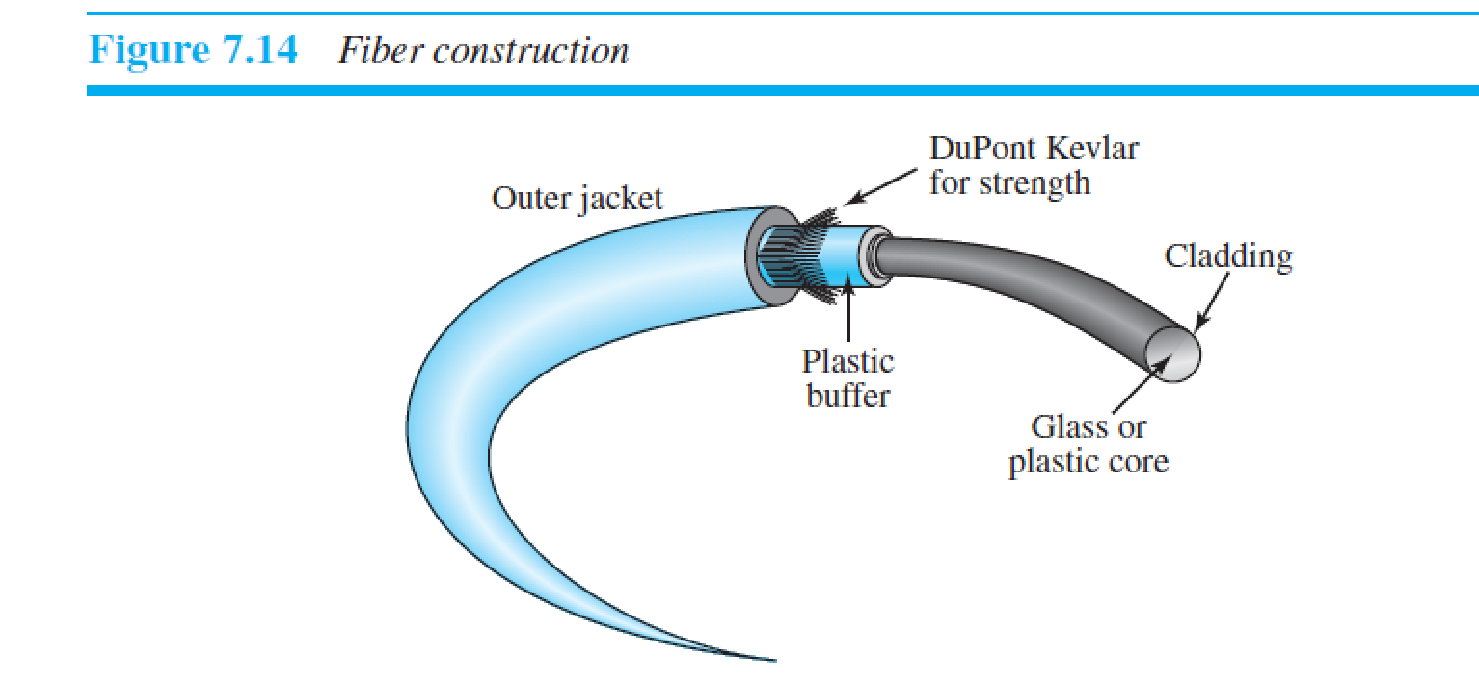 Figure 7.14 Fiber construction
DuPont Kevlar
for strength
Outer jacket
Cladding
Plastic
buffer
Glass or
plastic core